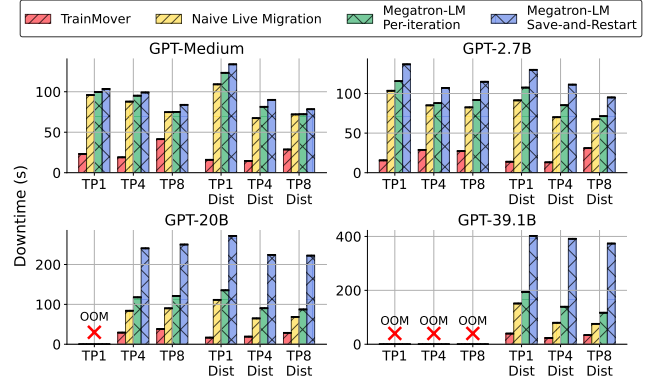 TrainMover
Naive Live Migration
Megatron-LM
Per-iteration
Megatron-LM
Save-and-Restart
GPT-Medium
GPT-2.7B
Downtime (s)
100
50
0
TP1 TP4 TP8 TP1 Dist TP4 Dist TP8 Dist
100
50
0
TP1 TP4 TP8 TP1 Dist TP4 Dist TP8 Dist
GPT-20B
GPT-39.1B
200
100
0
OOM
TP1 TP4 TP8 TP1 Dist TP4 Dist TP8 Dist
400
200
0
OOM OOM OOM
TP1 TP4 TP8 TP1 Dist TP4 Dist TP8 Dist